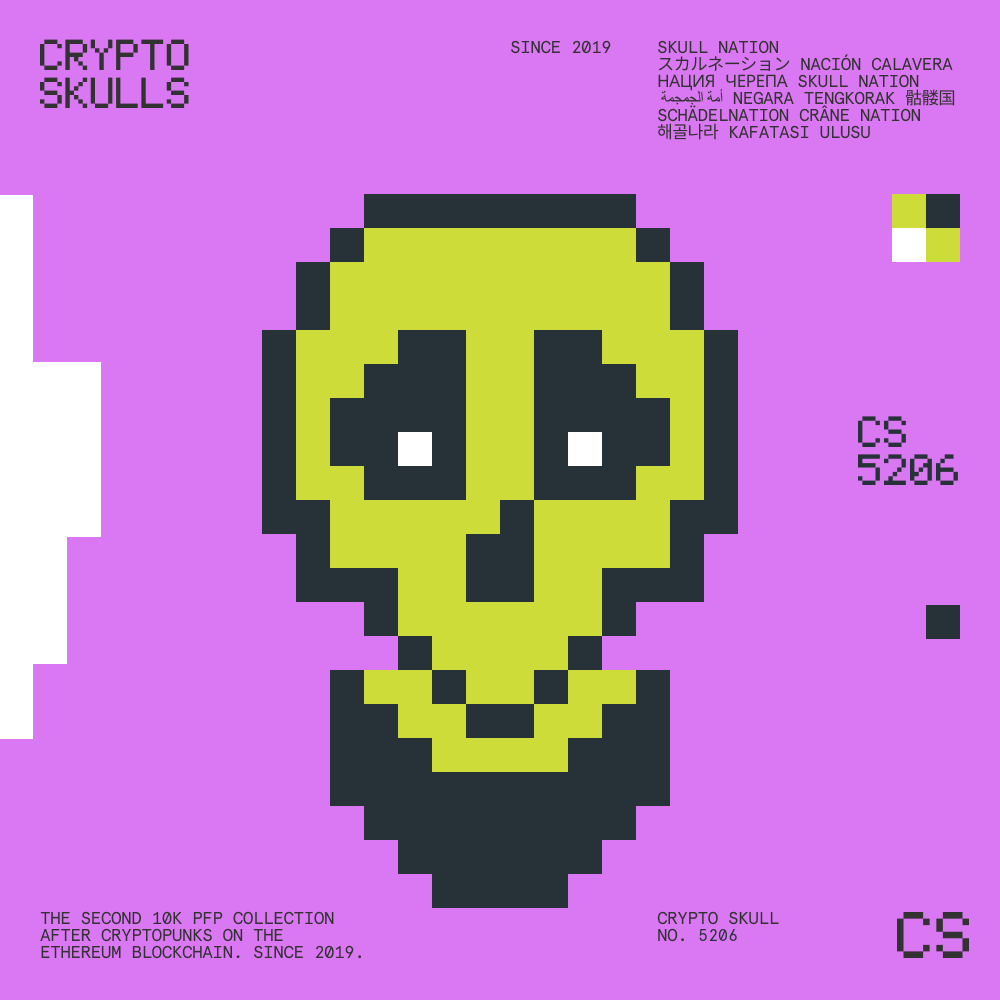 CRYPTO
SKULLS
SINCE 2019
SKULL NATION
スカルネーション NACIÓN CALAVERA
НАЦИЯ ЧЕРЕПА SKULL NATION
أمة الجمجمة NEGARA TENGKORAK 骷髅国
SCHÄDELNATION CRÂNE NATION
해골나라 KAFATASI ULUSU
CS
5206
THE SECOND 10K PFP COLLECTION
AFTER CRYPTOPUNKS ON THE
ETHEREUM BLOCKCHAIN. SINCE 2019.
CRYPTO SKULL
NO. 5206
CS